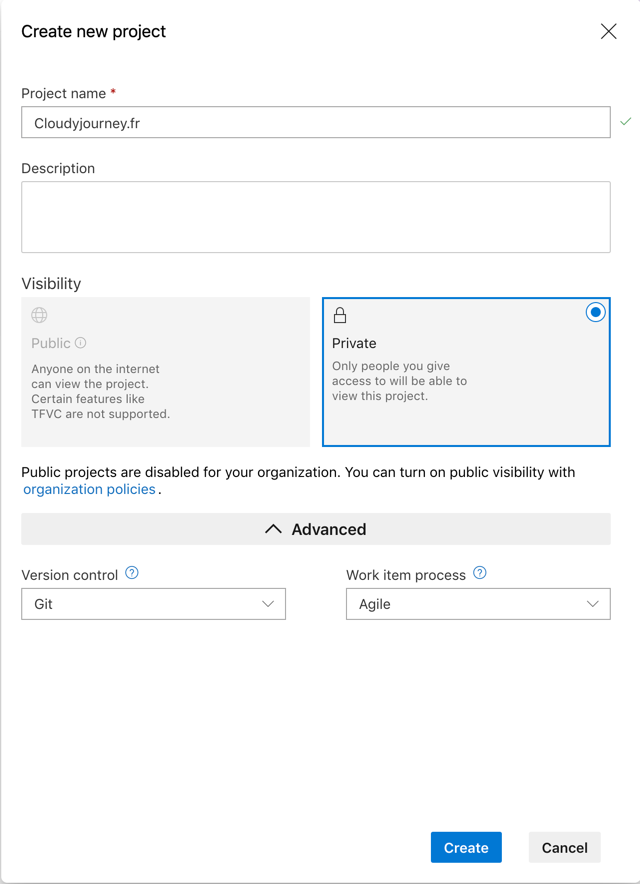 Create new project
Project name *
Cloudyjourney.fr
Description
Visibility
Public
Anyone on the internet
can view the project.
Certain features like
TFVC are not supported.
Private
Only people you give
access to will be able to
view this project.
Public projects are disabled for your organization. You can turn on public visibility with
organization policies.
Advanced
Version control
Git
Work item process
Agile
Create
Cancel